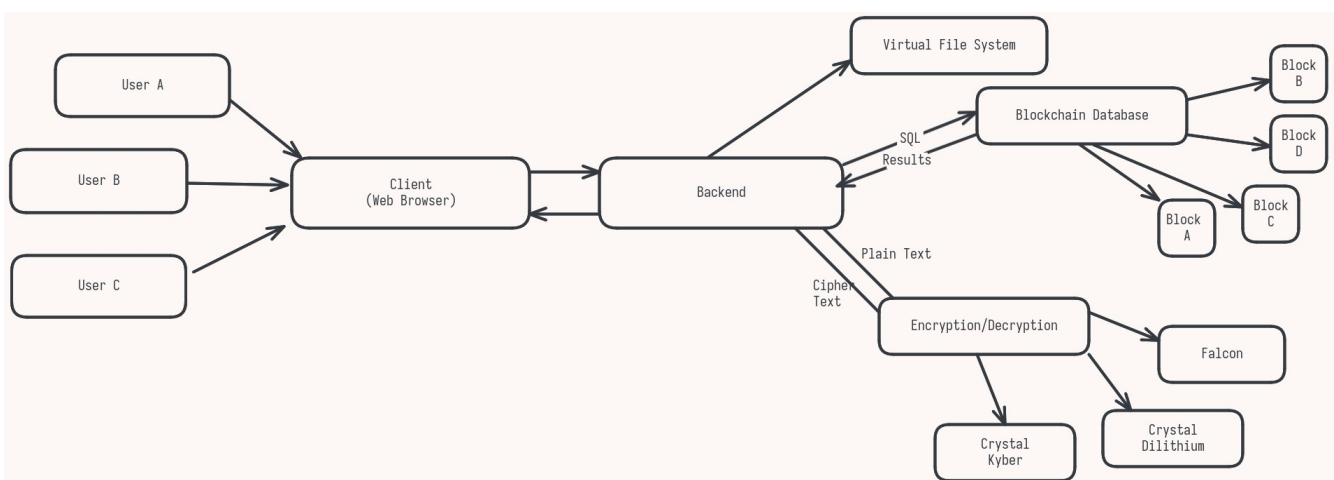 Virtual File System
User A
Block
B
Blockchain Database
SQL
Block
D
Results
User B
Client
(Web Browser)
Backend
Block
A
Block
C
Plain Text
User C
Cipher
Text
Encryption/Decryption
Falcon
Crystal
Kyber
Crystal
Dilithium